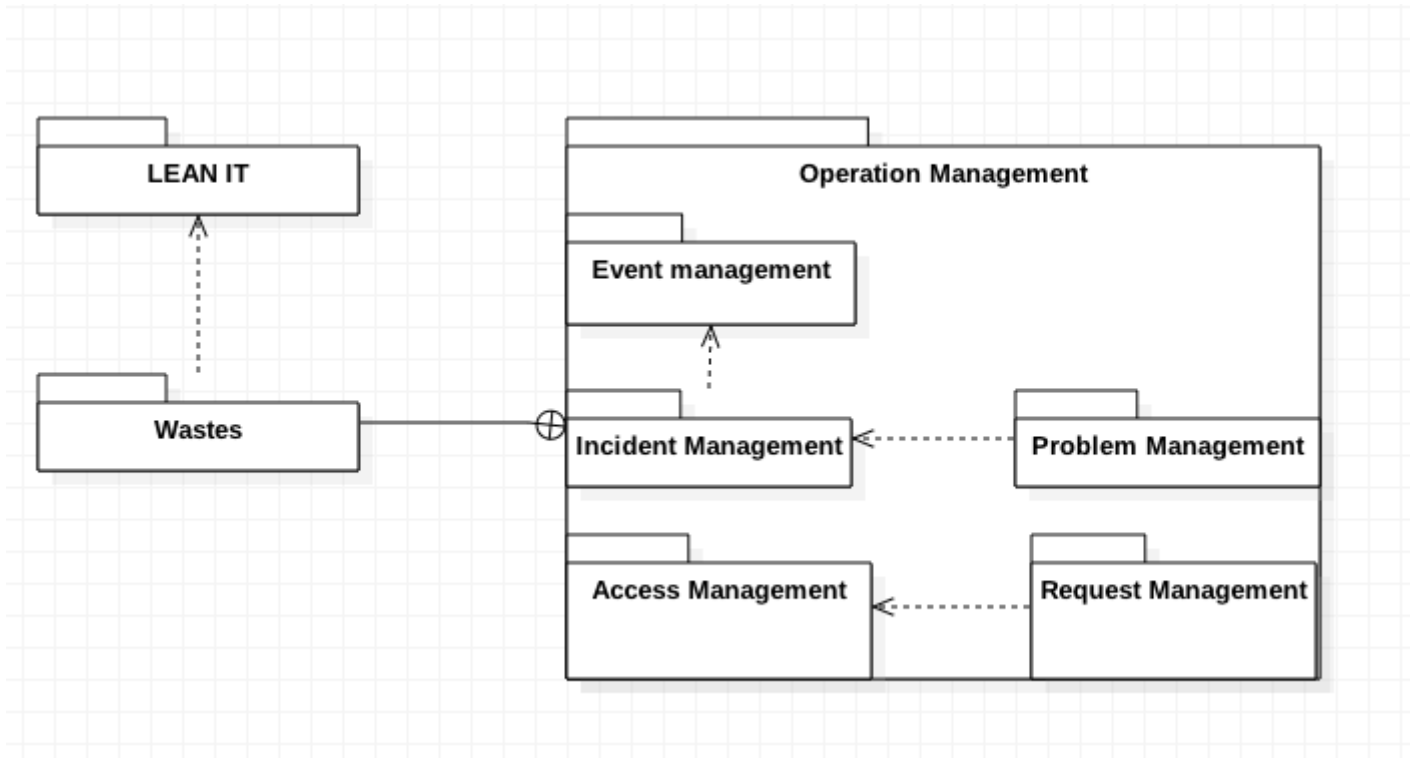 LEAN IT
Operation Management
Event management
Wastes
Incident Management
Problem Management
Access Management
Request Management